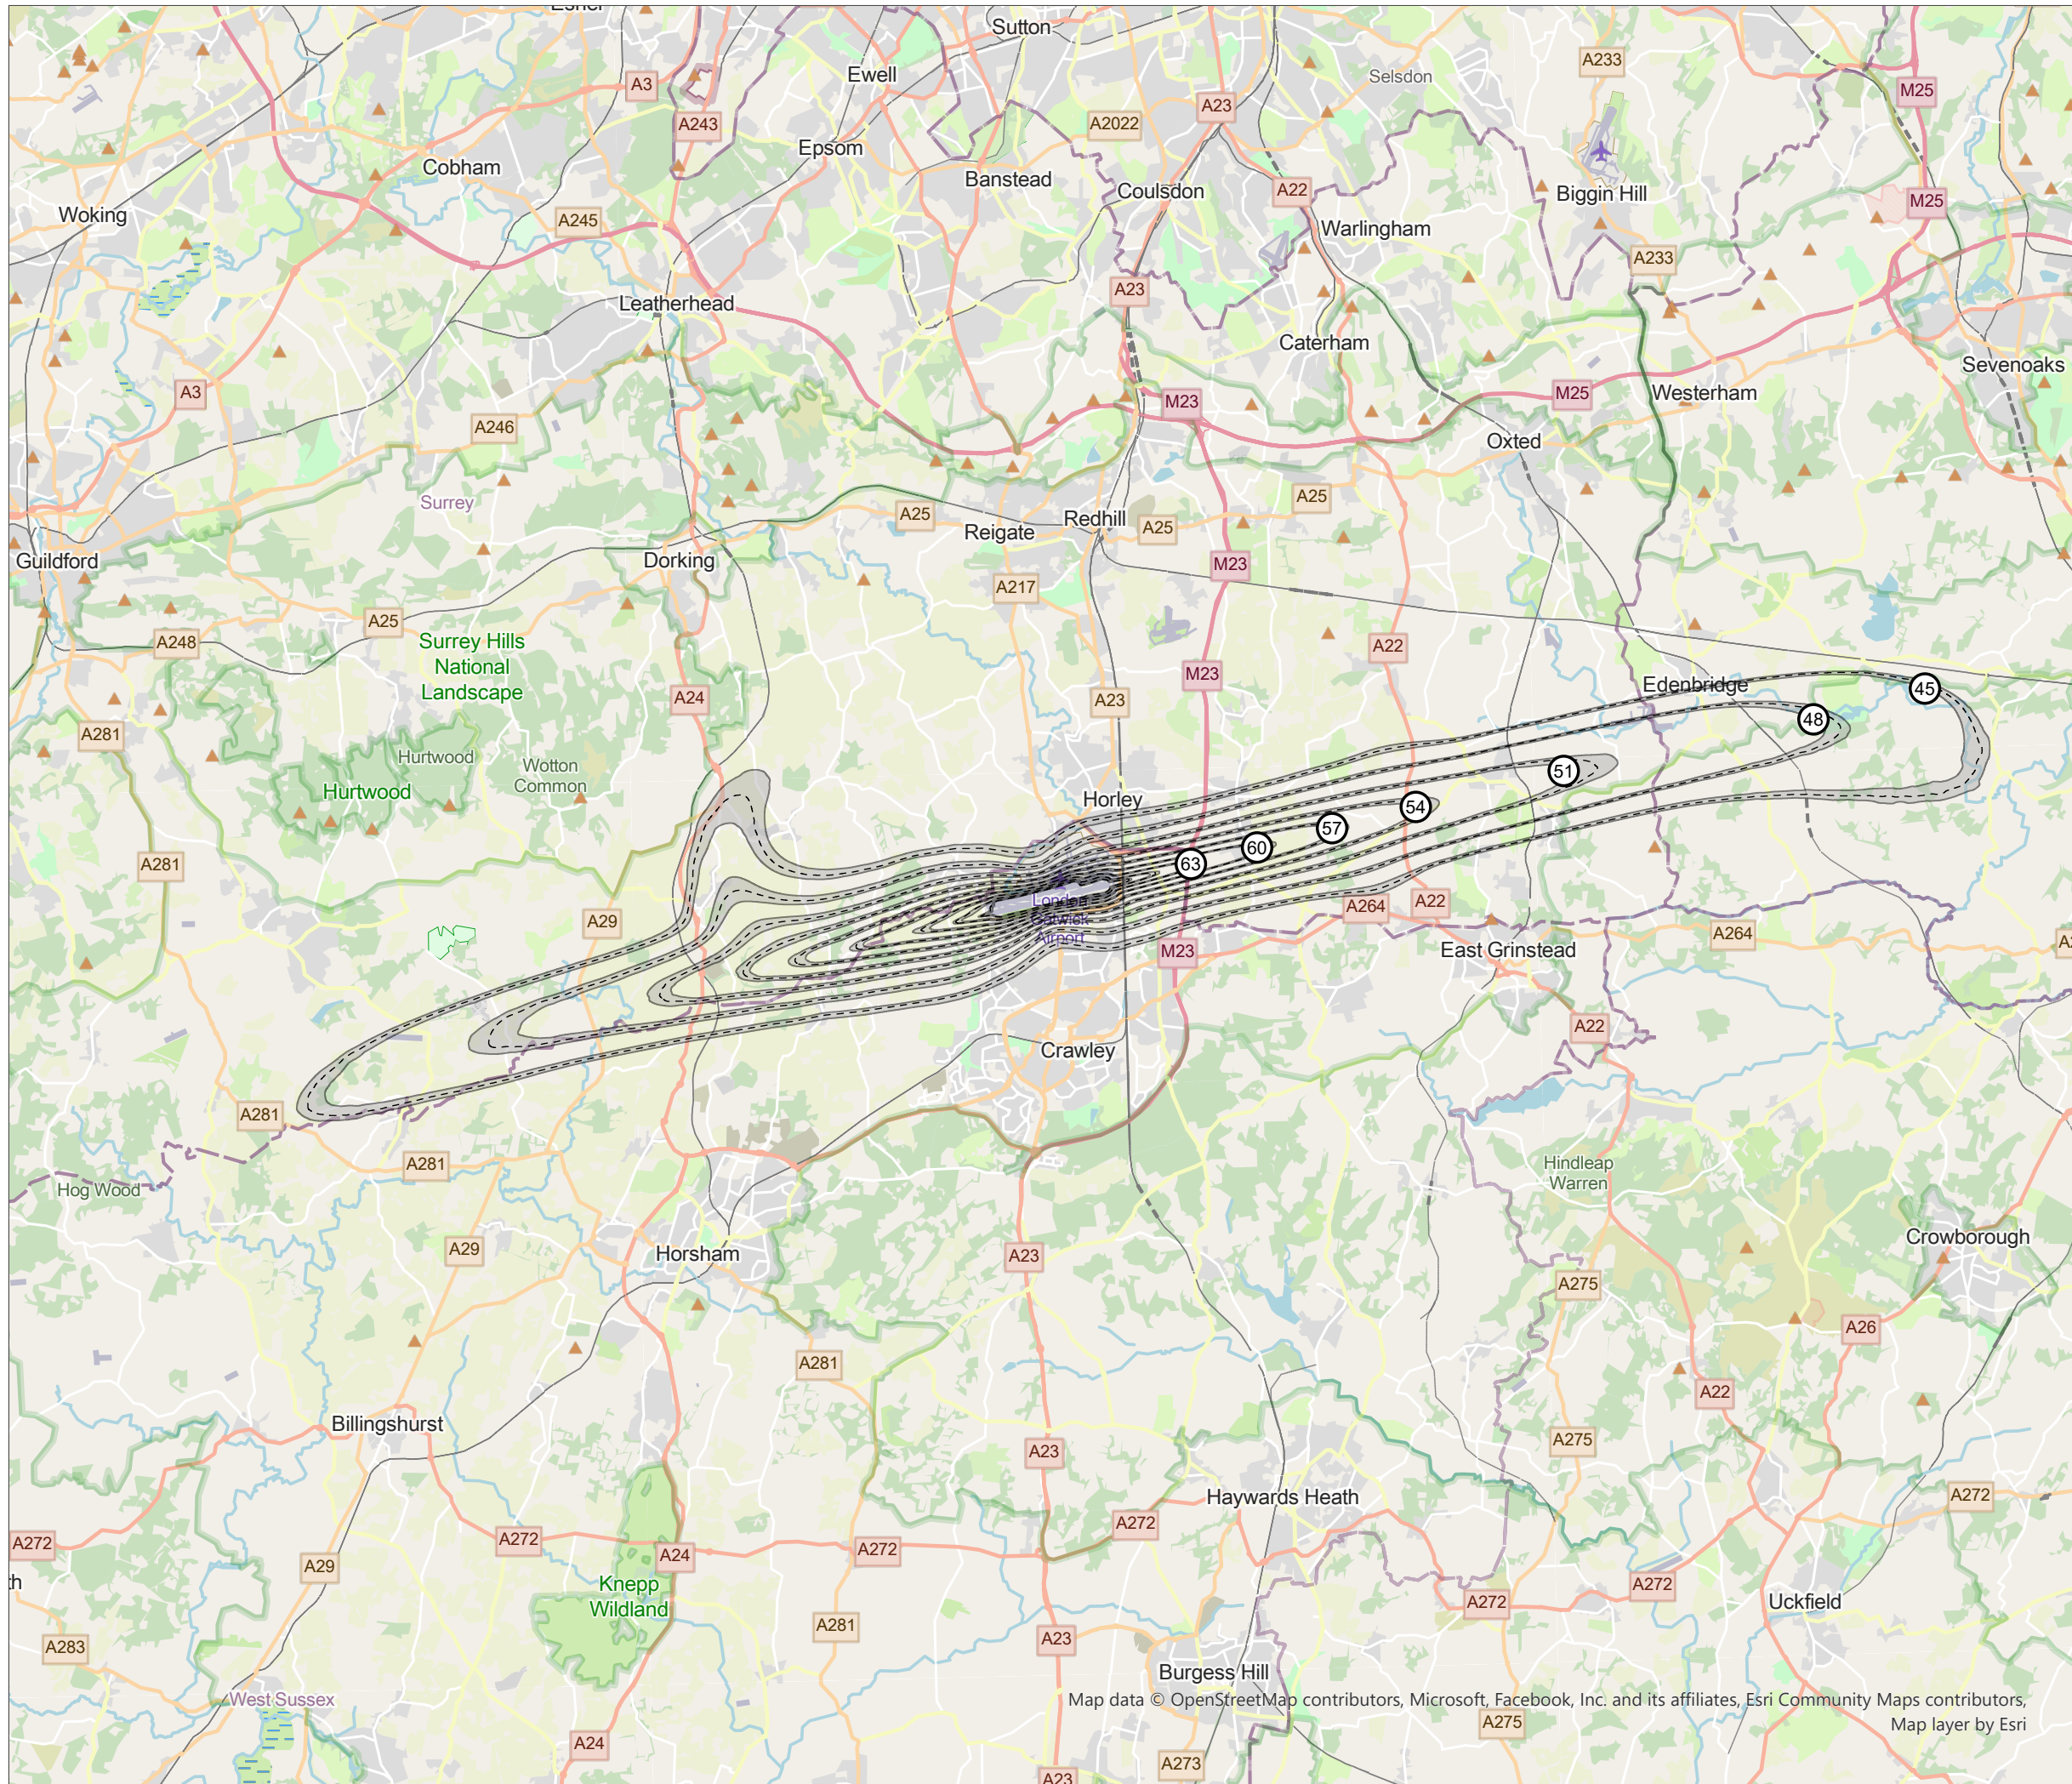 Sutton
Ewell
Selsdon
A233
A3
M25
A243
A23
A2022
Epsom
Cobham
Banstead
Coulsdon
A22
Biggin Hill
M25
Woking
A245
Warlingham
A233
A23
Leatherhead
Caterham
Sevenoaks
A3
M23
M25
Westerham
A246
Oxted
Surrey
A25
A25
Redhill
A25
Reigate
Guildford
Dorking
M23
A217
A25
A248
Surrey Hills
National
Landscape
A22
M23
Edenbridge
45
A24
A23
48
A281
Hurtwood
Wotton
Common
51
Hurtwood
Horley
54
57
60
A281
63
London
Gatwick
Airport
A264
A22
A29
M23
East Grinstead
A264
A22
Crawley
A281
A281
Hindleap
Warren
Hog Wood
Crowborough
A29
Horsham
A23
A275
A26
A281
A22
Billingshurst
A23
A275
Haywards Heath
A272
A272
A272
A272
A24
A272
A29
Knepp
Wildland
A272
A272
Uckfield
A281
A283
A23
Burgess Hill
West Sussex
Map data © OpenStreetMap contributors, Microsoft, Facebook, Inc. and its affiliates, Esri Community Maps contributors,
Map layer by Esri
A275
A24
A273
A23